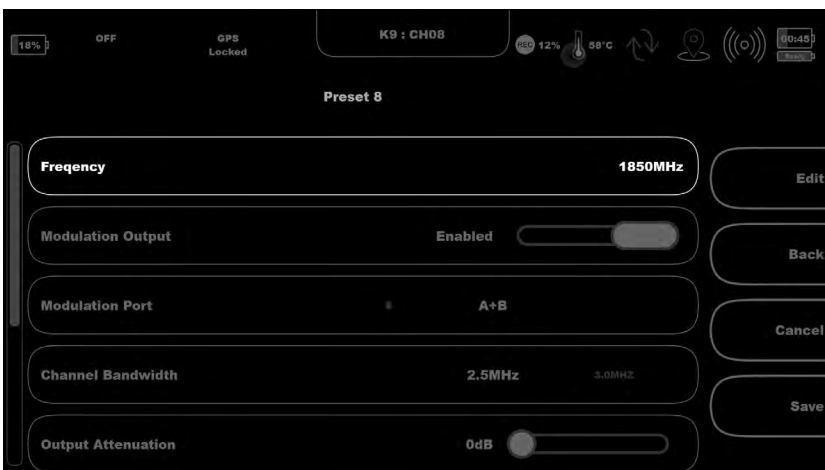 18% OFF GPS Locked K9 : CH08 REC 12% 58°C 00:45 Ready
Preset 8
Freqency 1850MHz
Edit
Modulation Output Enabled
Back
Modulation Port B A+B
Cancel
Channel Bandwidth 2.5MHz 3.0MHZ
Save
Output Attenuation 0dB